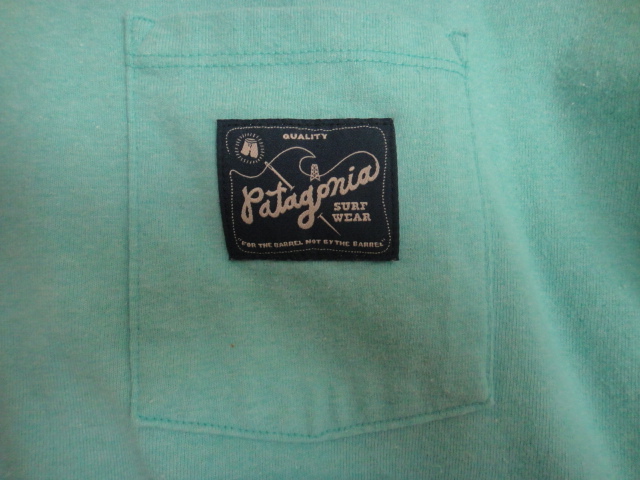 QUALITY
Patagonia
SURF
WEAR
"FOR THE BARREL NOT BY THE BARREL"